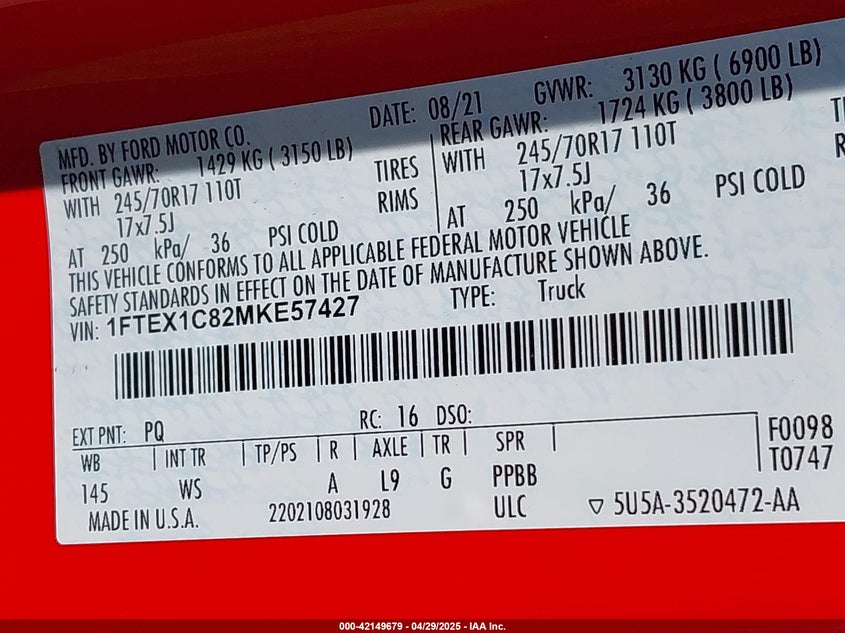 MFD. BY FORD MOTOR CO. DATE: 08/21 GVWR: 3130 KG ( 6900 LB)
FRONT GAWR: 1429 KG ( 3150 LB) REAR GAWR: 1724 KG ( 3800 LB)
WITH 245/70R17 110T TIRES WITH 245/70R17 110T
17x7.5J RIMS 17x7.5J
AT 250 kPa/ 36 PSI COLD AT 250 kPa/ 36 PSI COLD
THIS VEHICLE CONFORMS TO ALL APPLICABLE FEDERAL MOTOR VEHICLE
SAFETY STANDARDS IN EFFECT ON THE DATE OF MANUFACTURE SHOWN ABOVE.
VIN: 1FTEX1C82MKE57427 TYPE: Truck
EXT PNT: PQ RC: 16 DSO:
WB INT TR TP/PS R AXLE TR SPR F0098
145 WS A L9 G PPBB T0747
MADE IN U.S.A. 2202108031928 ULC ▽ 5U5A-3520472-AA
000-42149679 - 04/29/2025 - IAA Inc.